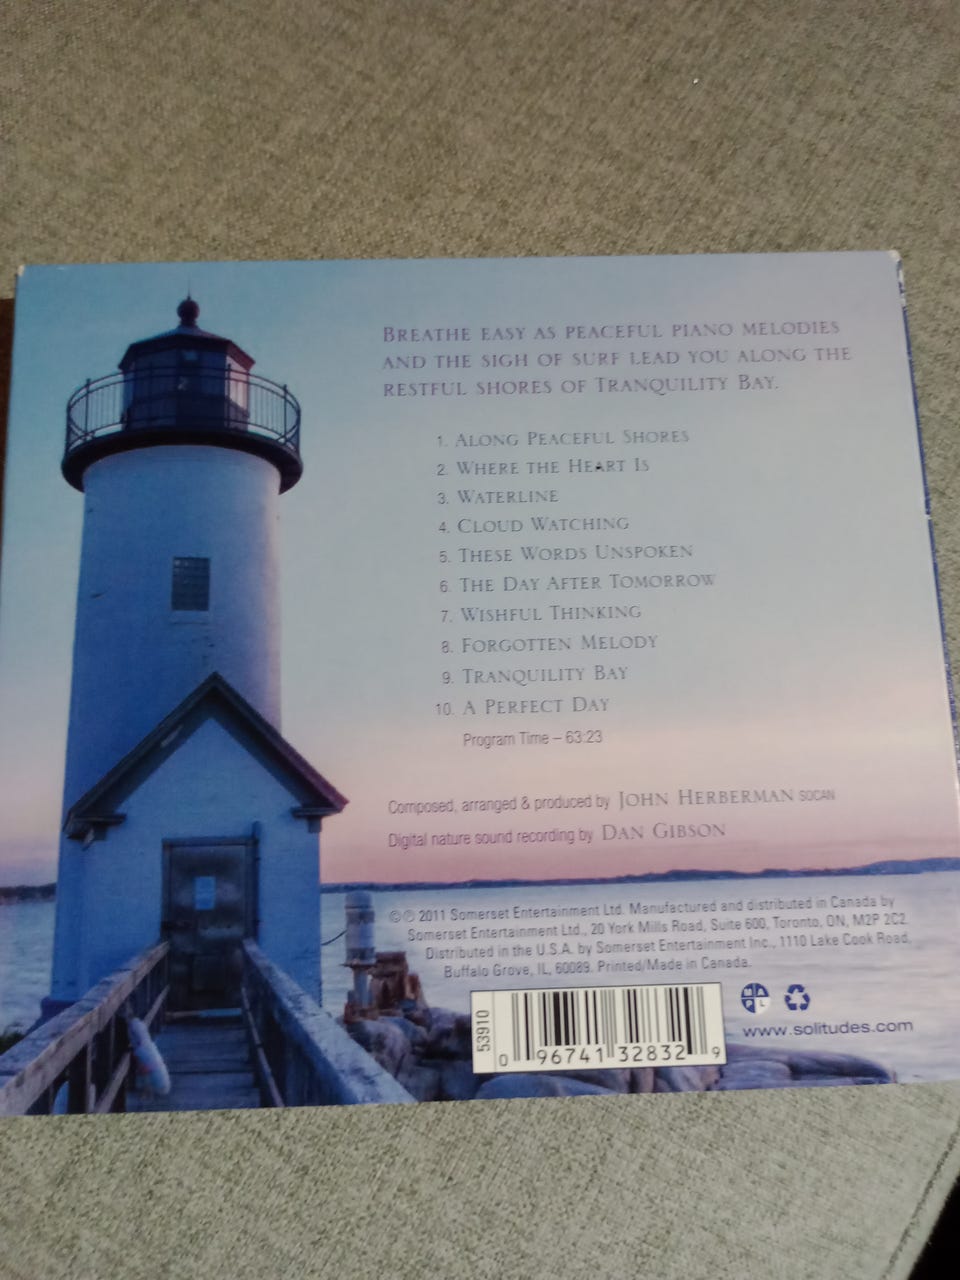 BREATHE EASY AS PEACEFUL PIANO MELODIES
AND THE SIGH OF SURF LEAD YOU ALONG THE
RESTFUL SHORES OF TRANQUILITY BAY.
1. ALONG PEACEFUL SHORES
2. WHERE THE HEART IS
3. WATERLINE
4. CLOUD WATCHING
5. THESE WORDS UNSPOKEN
6. THE DAY AFTER TOMORROW
7. WISHFUL THINKING
8. FORGOTTEN MELODY
9. TRANQUILITY BAY
10. A PERFECT DAY
Program Time – 63:23
Composed, arranged & produced by JOHN HERBERMAN SOCAN
Digital nature sound recording by DAN GIBSON
©℗ 2011 Somerset Entertainment Ltd. Manufactured and distributed in Canada by
Somerset Entertainment Ltd., 20 York Mills Road, Suite 600, Toronto, ON, M2P 2C2.
Distributed in the U.S.A. by Somerset Entertainment Inc., 1110 Lake Cook Road,
Buffalo Grove, IL, 60089. Printed/Made in Canada.
53910
0 96741 32832 9
M A P L
www.solitudes.com